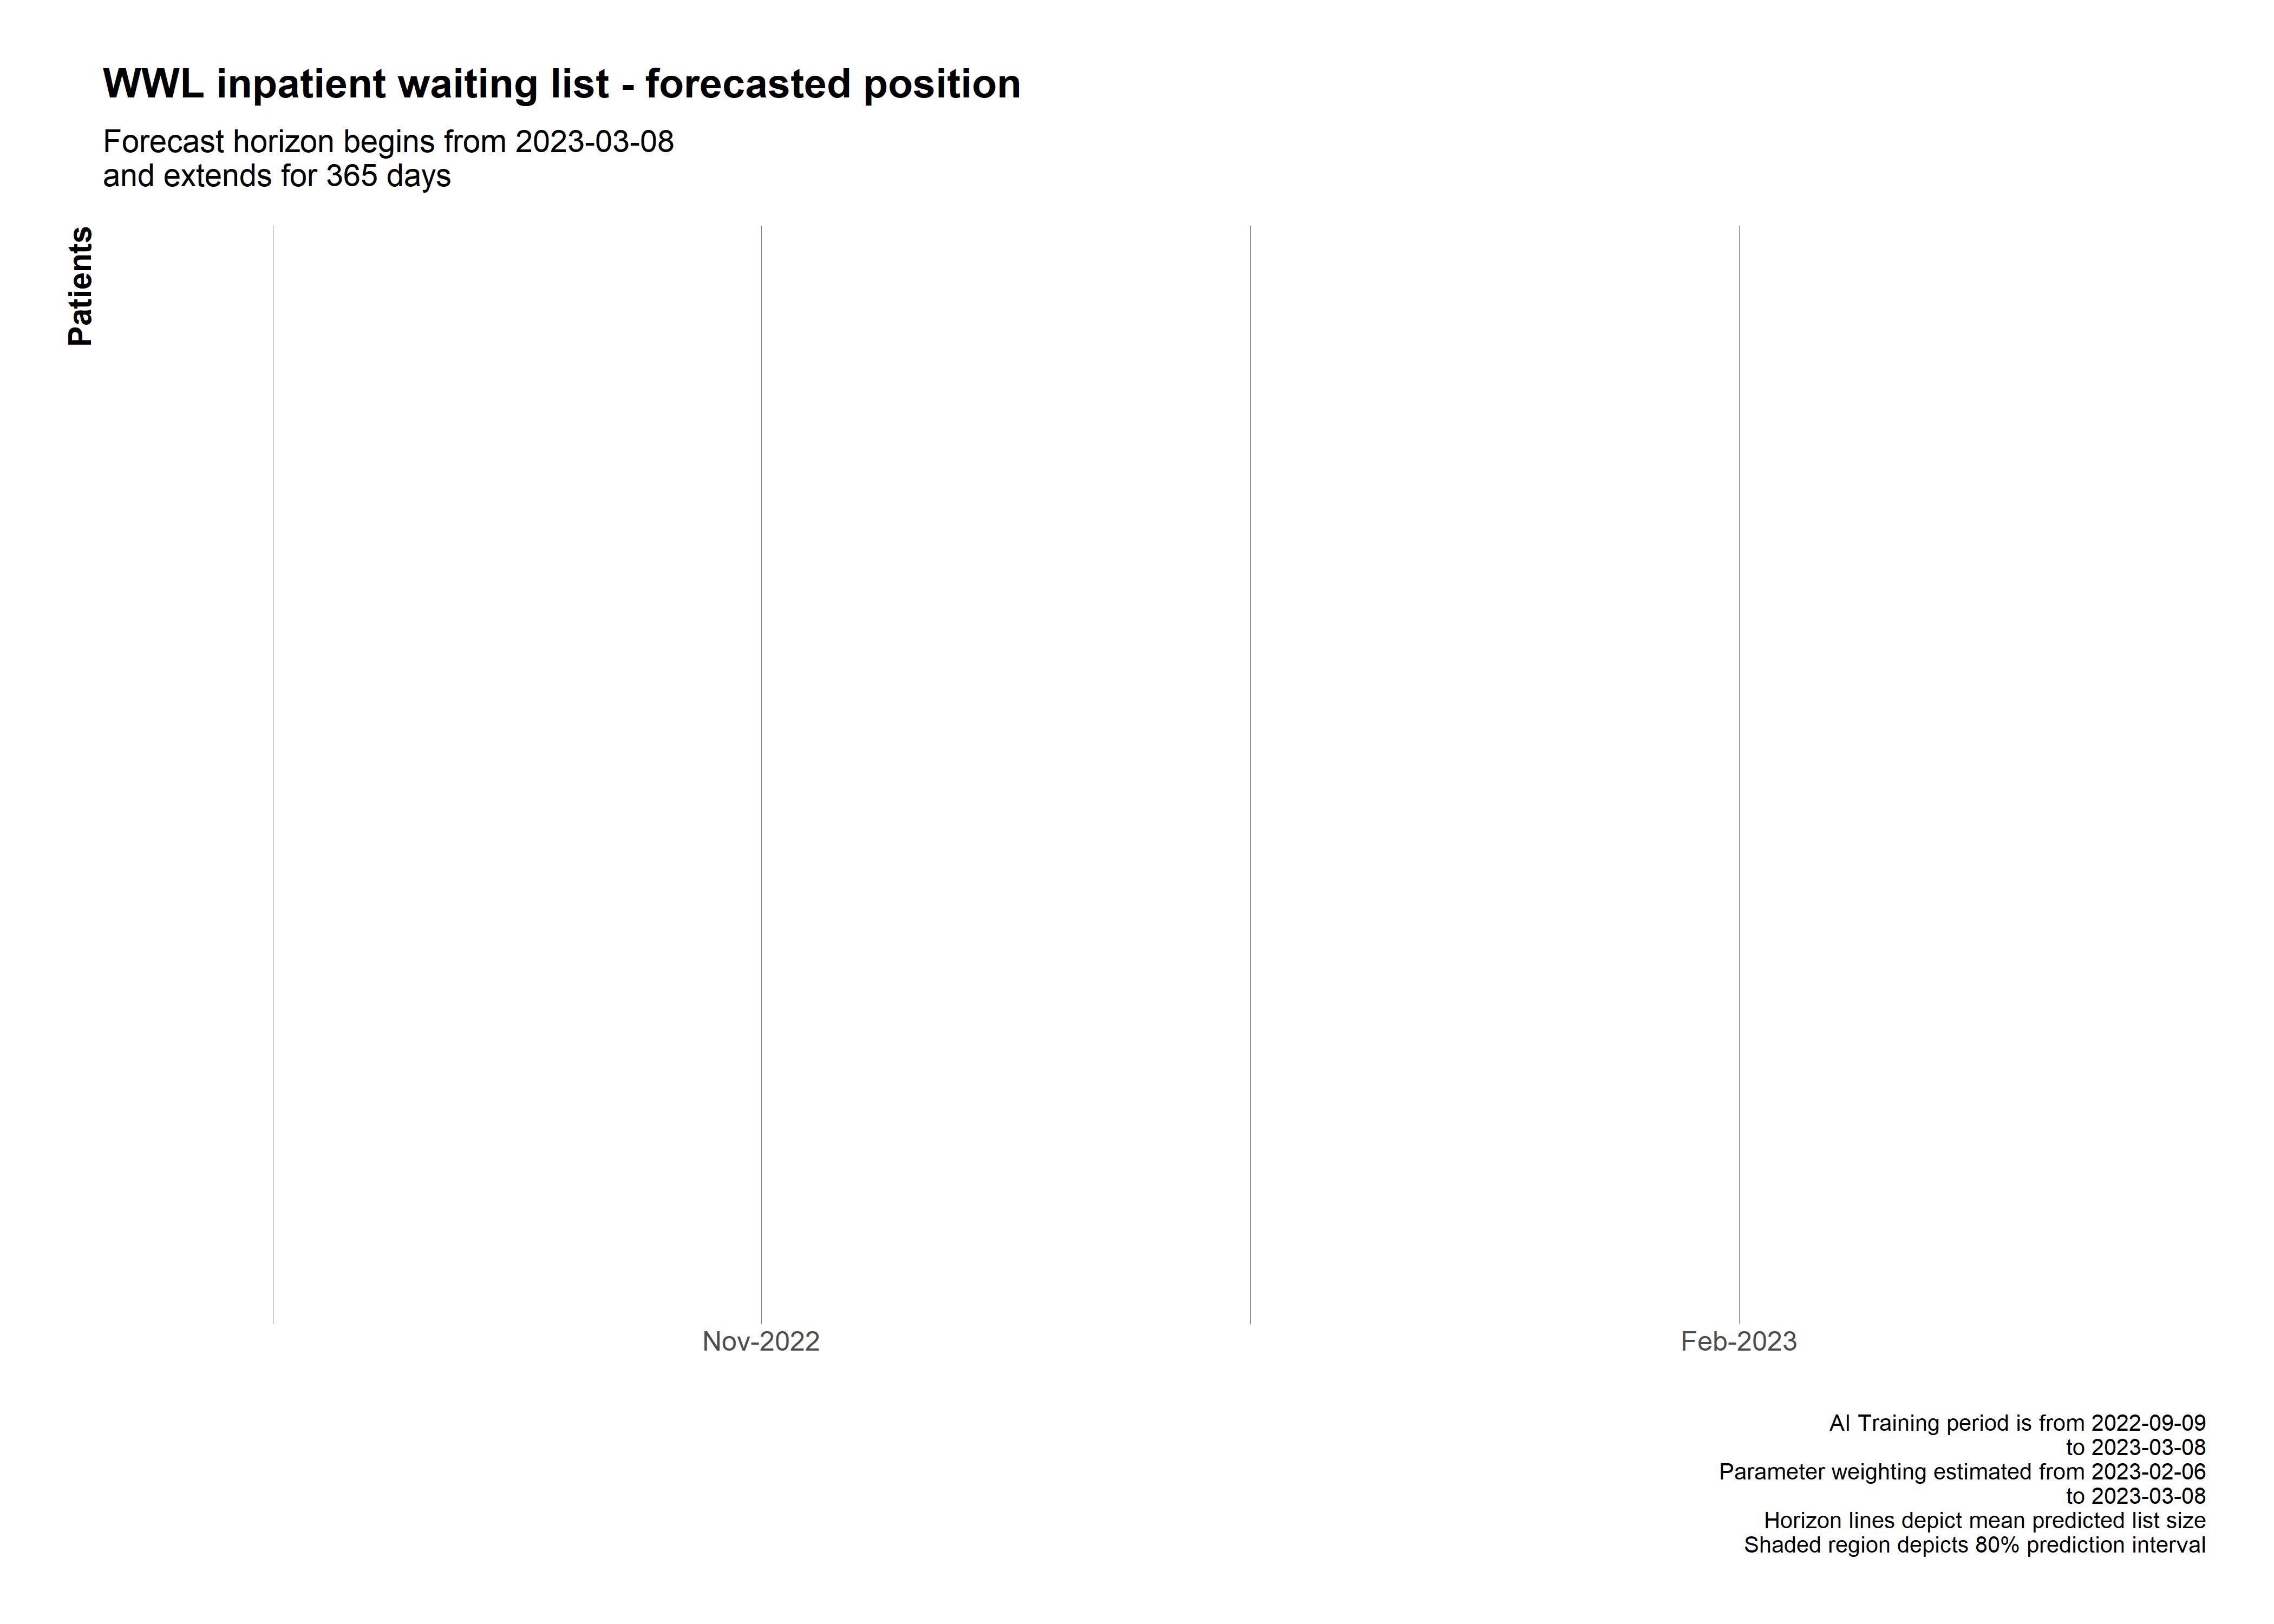 WWL inpatient waiting list - forecasted position
Forecast horizon begins from 2023-03-08
and extends for 365 days
Patients
Nov-2022
Feb-2023
AI Training period is from 2022-09-09
to 2023-03-08
Parameter weighting estimated from 2023-02-06
to 2023-03-08
Horizon lines depict mean predicted list size
Shaded region depicts 80% prediction interval